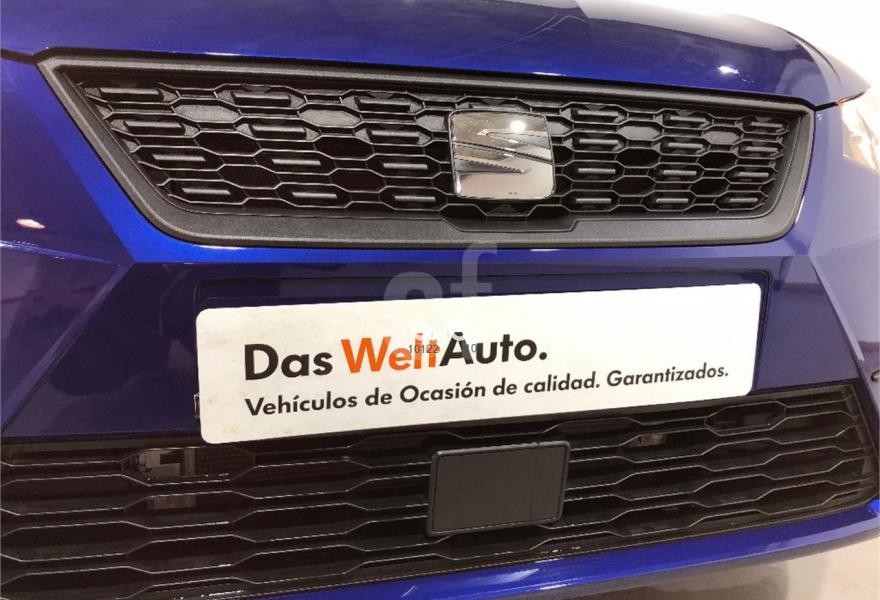 Das WeltAuto.
Vehículos de Ocasión de calidad. Garantizados.